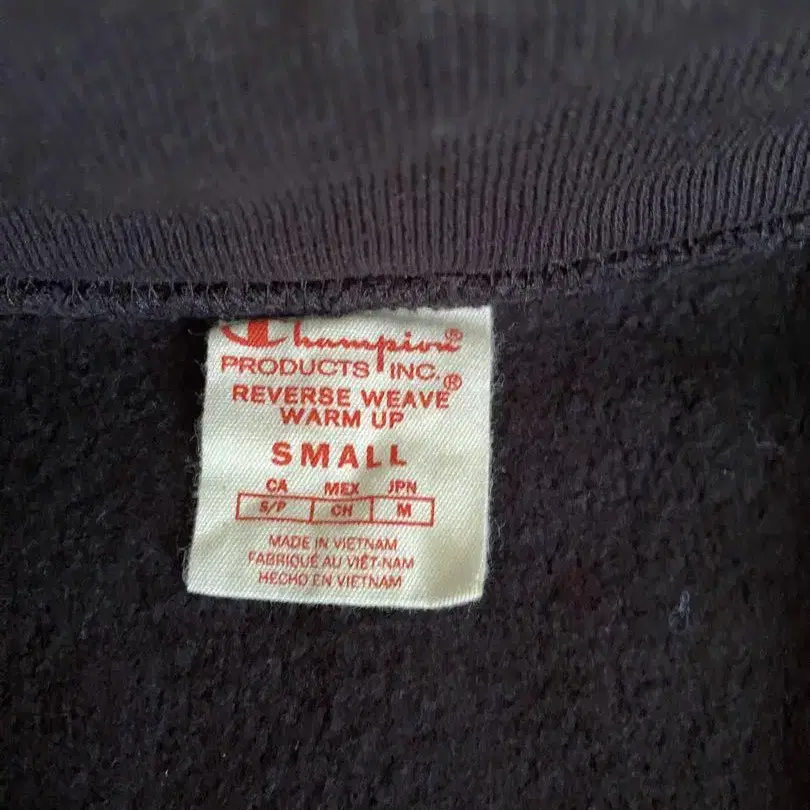 Champion®
PRODUCTS INC.
REVERSE WEAVE®
WARM UP
SMALL
CA MEX JPN
S/P CH M
MADE IN VIETNAM
FABRIQUÉ AU VIÊT-NAM
HECHO EN VIETNAM